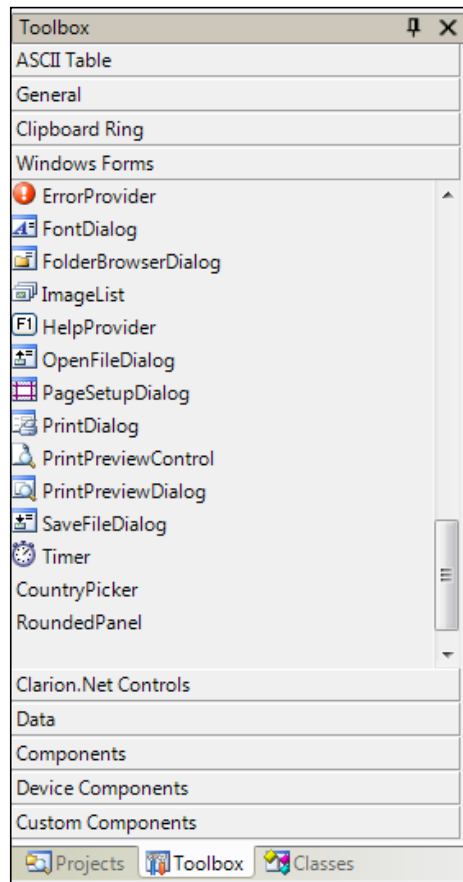 Toolbox
ASCII Table
General
Clipboard Ring
Windows Forms
ErrorProvider
FontDialog
FolderBrowserDialog
ImageList
F1 HelpProvider
OpenFileDialog
PageSetupDialog
PrintDialog
PrintPreviewControl
PrintPreviewDialog
SaveFileDialog
Timer
CountryPicker
RoundedPanel
Clarion.Net Controls
Data
Components
Device Components
Custom Components
Projects Toolbox Classes